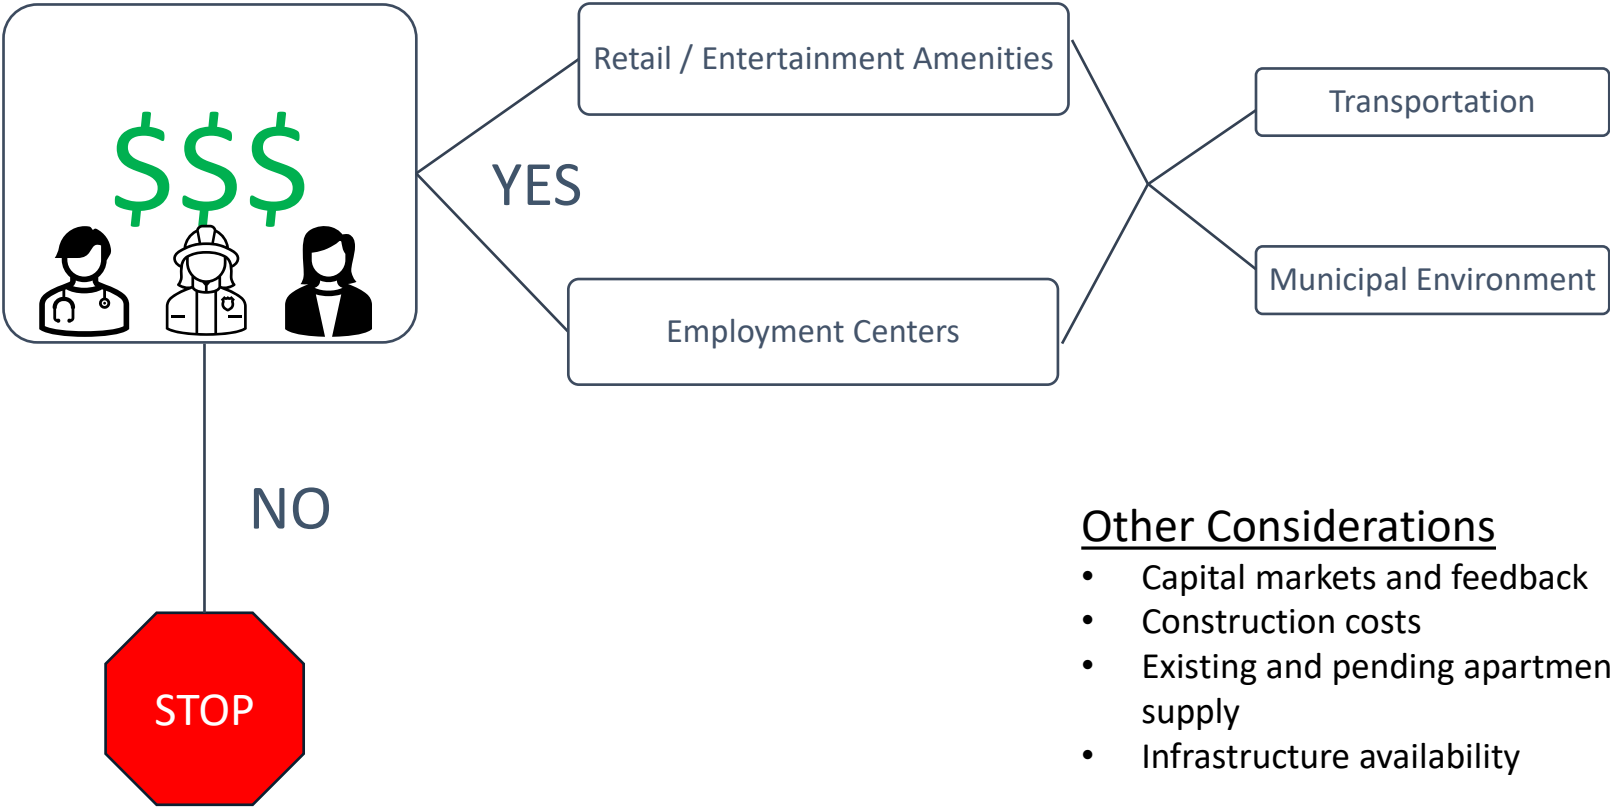 $$$
Retail / Entertainment Amenities
Transportation
YES
Municipal Environment
Employment Centers
NO
Other Considerations
• Capital markets and feedback
• Construction costs
• Existing and pending apartmen
supply
• Infrastructure availability
STOP